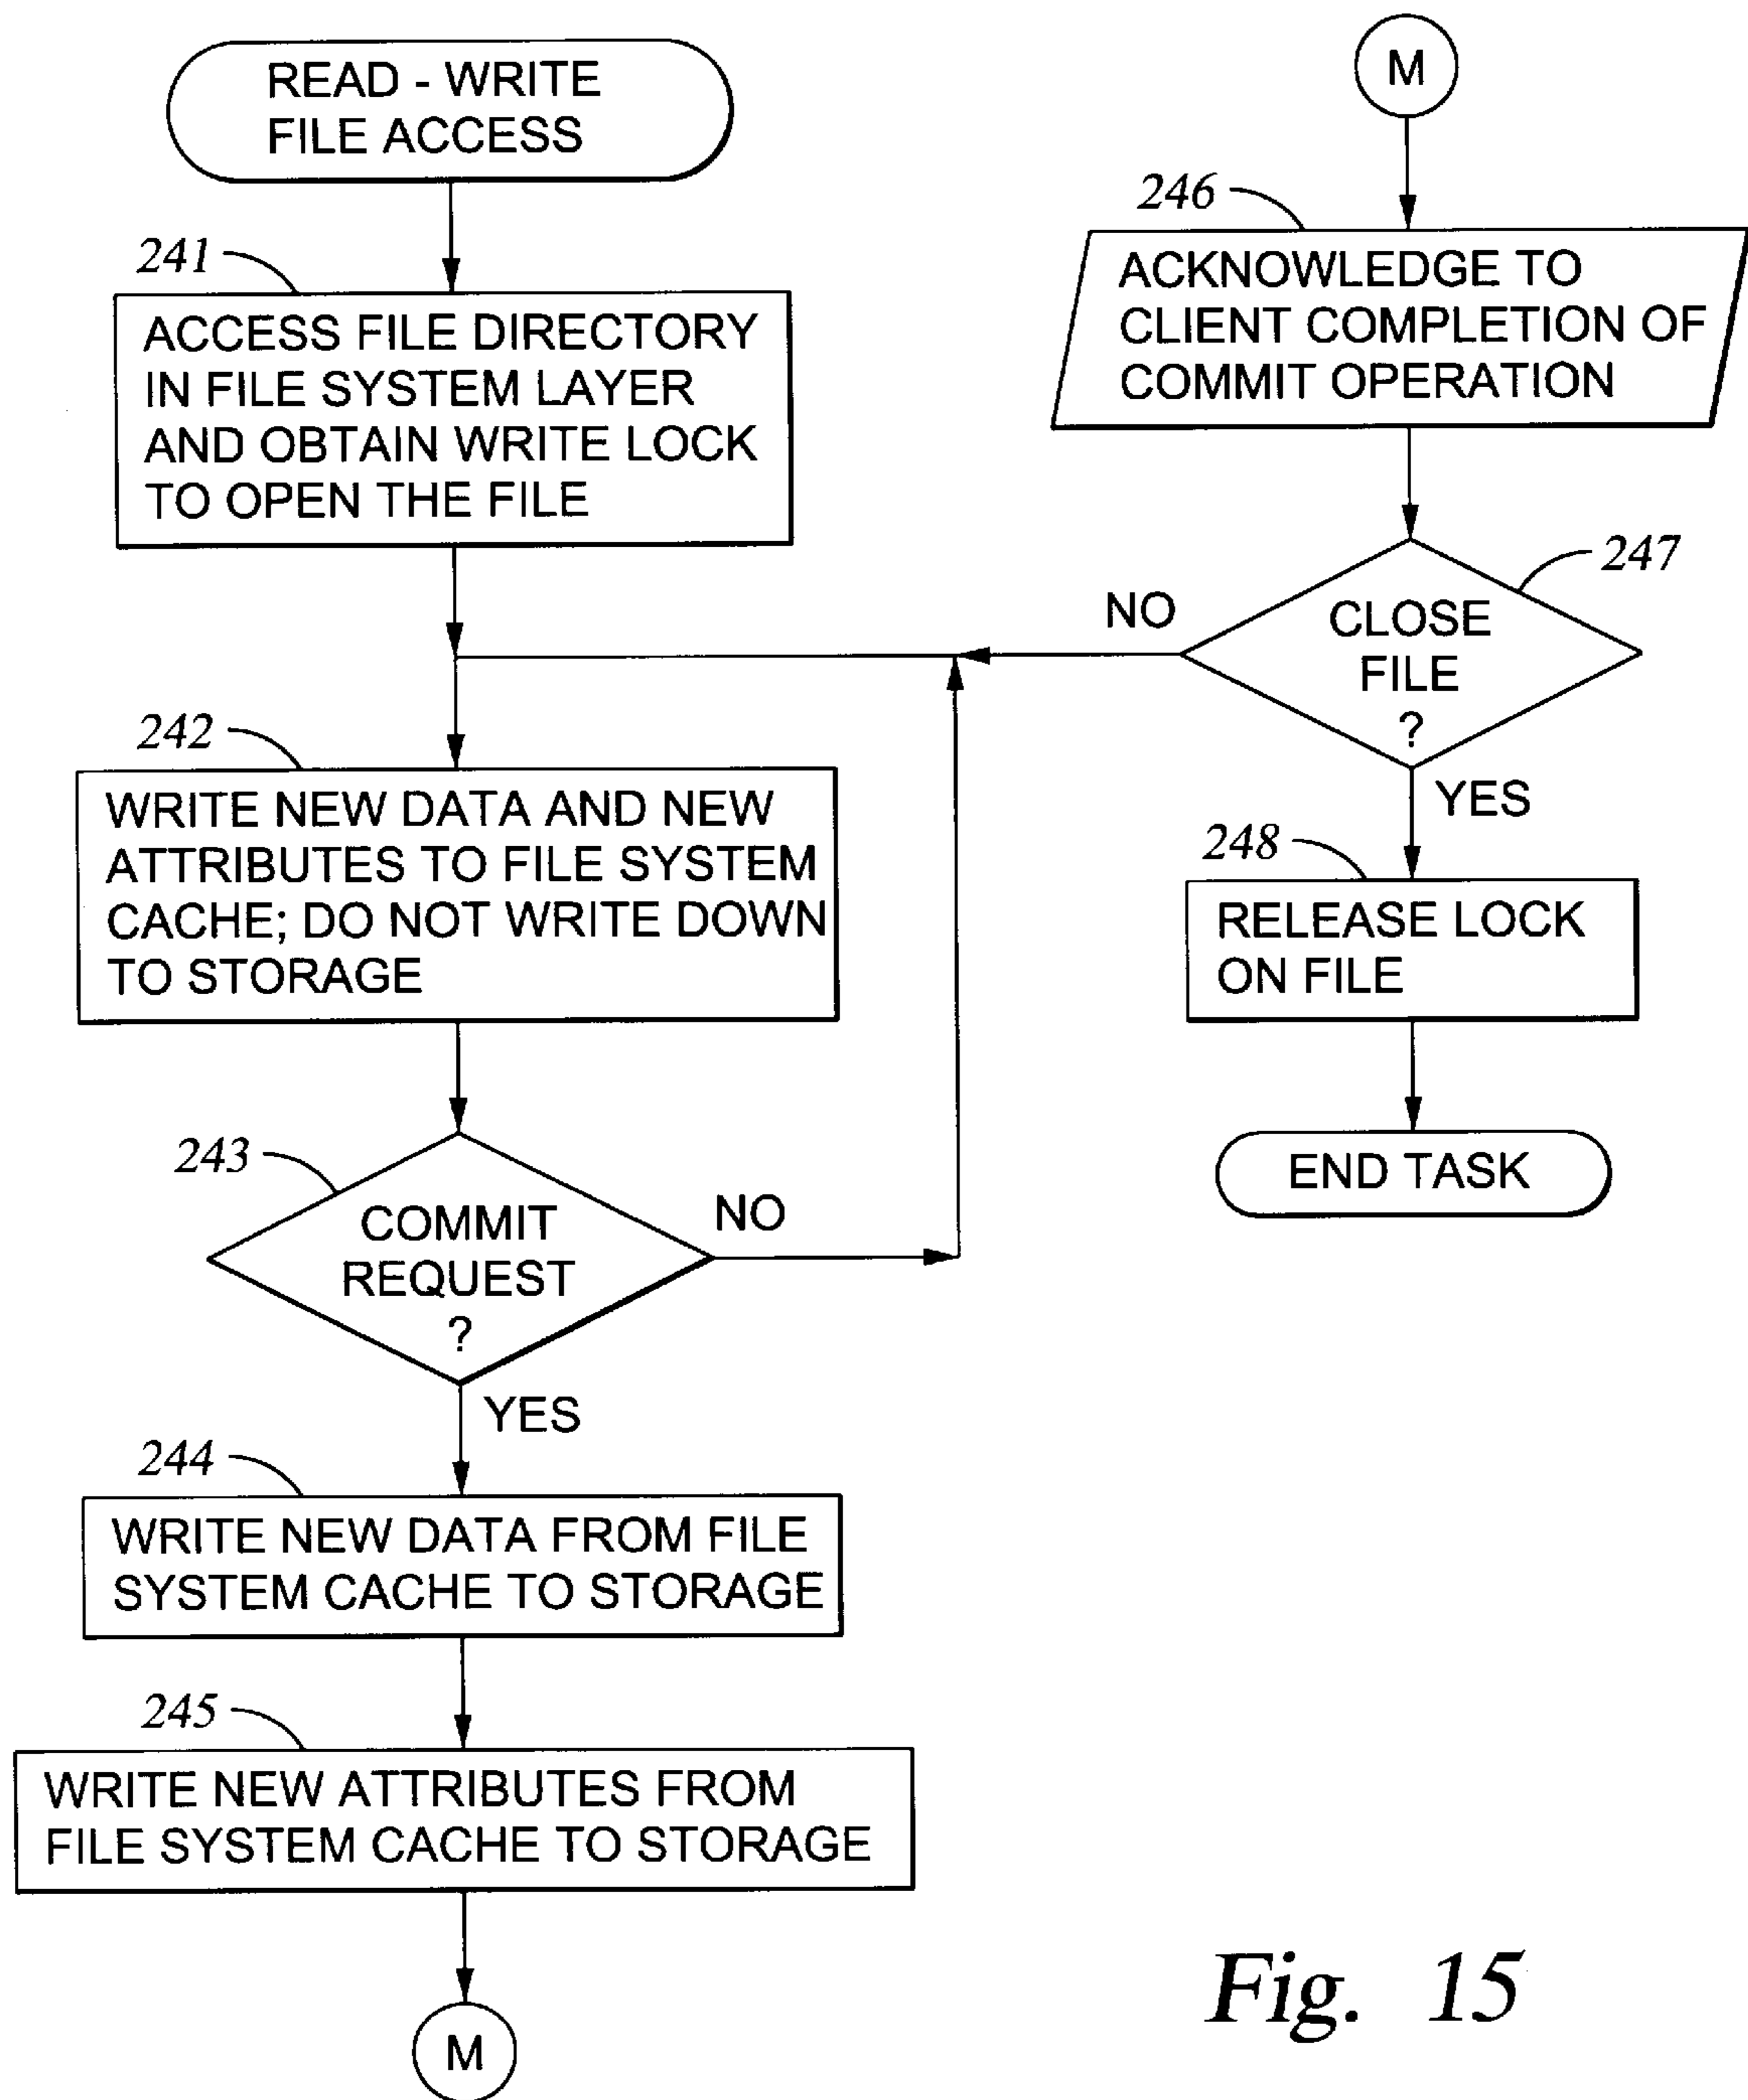 READ - WRITE
FILE ACCESS
241
ACCESS FILE DIRECTORY
IN FILE SYSTEM LAYER
AND OBTAIN WRITE LOCK
TO OPEN THE FILE
242
WRITE NEW DATA AND NEW
ATTRIBUTES TO FILE SYSTEM
CACHE; DO NOT WRITE DOWN
TO STORAGE
243
COMMIT
REQUEST
?
NO
YES
244
WRITE NEW DATA FROM FILE
SYSTEM CACHE TO STORAGE
245
WRITE NEW ATTRIBUTES FROM
FILE SYSTEM CACHE TO STORAGE
M
M
246
ACKNOWLEDGE TO
CLIENT COMPLETION OF
COMMIT OPERATION
247
CLOSE
FILE
?
NO
YES
248
RELEASE LOCK
ON FILE
END TASK
Fig. 15